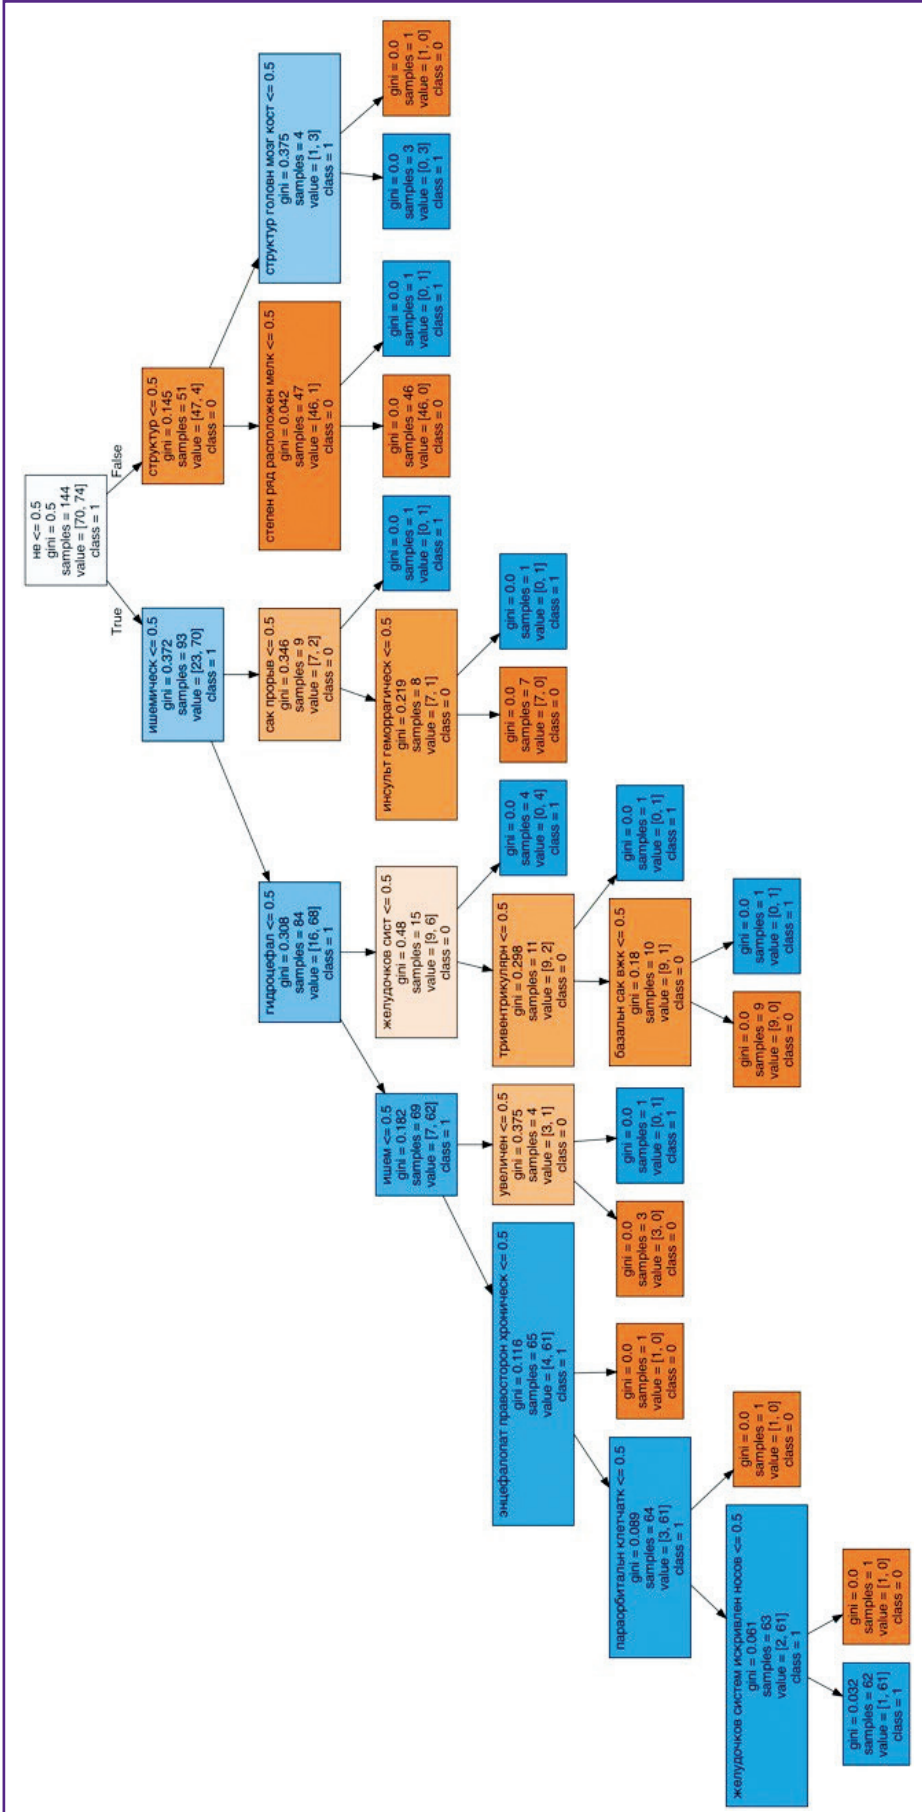 не <= 0.5
gini = 0.5
samples = 144
value = [70, 74]
class = 1
True
False
ишемическ <= 0.5
gini = 0.372
samples = 93
value = [23, 70]
class = 1
структур <= 0.5
gini = 0.145
samples = 51
value = [47, 4]
class = 0
гидроцефал <= 0.5
gini = 0.308
samples = 84
value = [16, 68]
class = 1
сак прорыв <= 0.5
gini = 0.346
samples = 9
value = [7, 2]
class = 0
степен ряд расположен мелк <= 0.5
gini = 0.042
samples = 47
value = [46, 1]
class = 0
структур головн мозг кост <= 0.5
gini = 0.375
samples = 4
value = [1, 3]
class = 1
ишем <= 0.5
gini = 0.182
samples = 69
value = [7, 62]
class = 1
желудочков сист <= 0.5
gini = 0.48
samples = 15
value = [9, 6]
class = 0
инсульт геморрагическ <= 0.5
gini = 0.219
samples = 8
value = [7, 1]
class = 0
gini = 0.0
samples = 1
value = [0, 1]
class = 1
gini = 0.0
samples = 46
value = [46, 0]
class = 0
gini = 0.0
samples = 1
value = [0, 1]
class = 1
gini = 0.0
samples = 3
value = [0, 3]
class = 1
gini = 0.0
samples = 1
value = [1, 0]
class = 0
энцефалопат правосторон хроническ <= 0.5
gini = 0.116
samples = 65
value = [4, 61]
class = 1
увеличен <= 0.5
gini = 0.375
samples = 4
value = [3, 1]
class = 0
тривентрикулярн <= 0.5
gini = 0.298
samples = 11
value = [9, 2]
class = 0
gini = 0.0
samples = 4
value = [0, 4]
class = 1
gini = 0.0
samples = 7
value = [7, 0]
class = 0
gini = 0.0
samples = 1
value = [0, 1]
class = 1
параорбитальн клетчатк <= 0.5
gini = 0.089
samples = 64
value = [3, 61]
class = 1
gini = 0.0
samples = 1
value = [1, 0]
class = 0
gini = 0.0
samples = 3
value = [3, 0]
class = 0
gini = 0.0
samples = 1
value = [0, 1]
class = 1
базальн сак вжк <= 0.5
gini = 0.18
samples = 10
value = [9, 1]
class = 0
gini = 0.0
samples = 1
value = [0, 1]
class = 1
желудочков систем искривлен носов <= 0.5
gini = 0.061
samples = 63
value = [2, 61]
class = 1
gini = 0.0
samples = 1
value = [1, 0]
class = 0
gini = 0.0
samples = 9
value = [9, 0]
class = 0
gini = 0.0
samples = 1
value = [0, 1]
class = 1
gini = 0.032
samples = 62
value = [1, 61]
class = 1
gini = 0.0
samples = 1
value = [1, 0]
class = 0